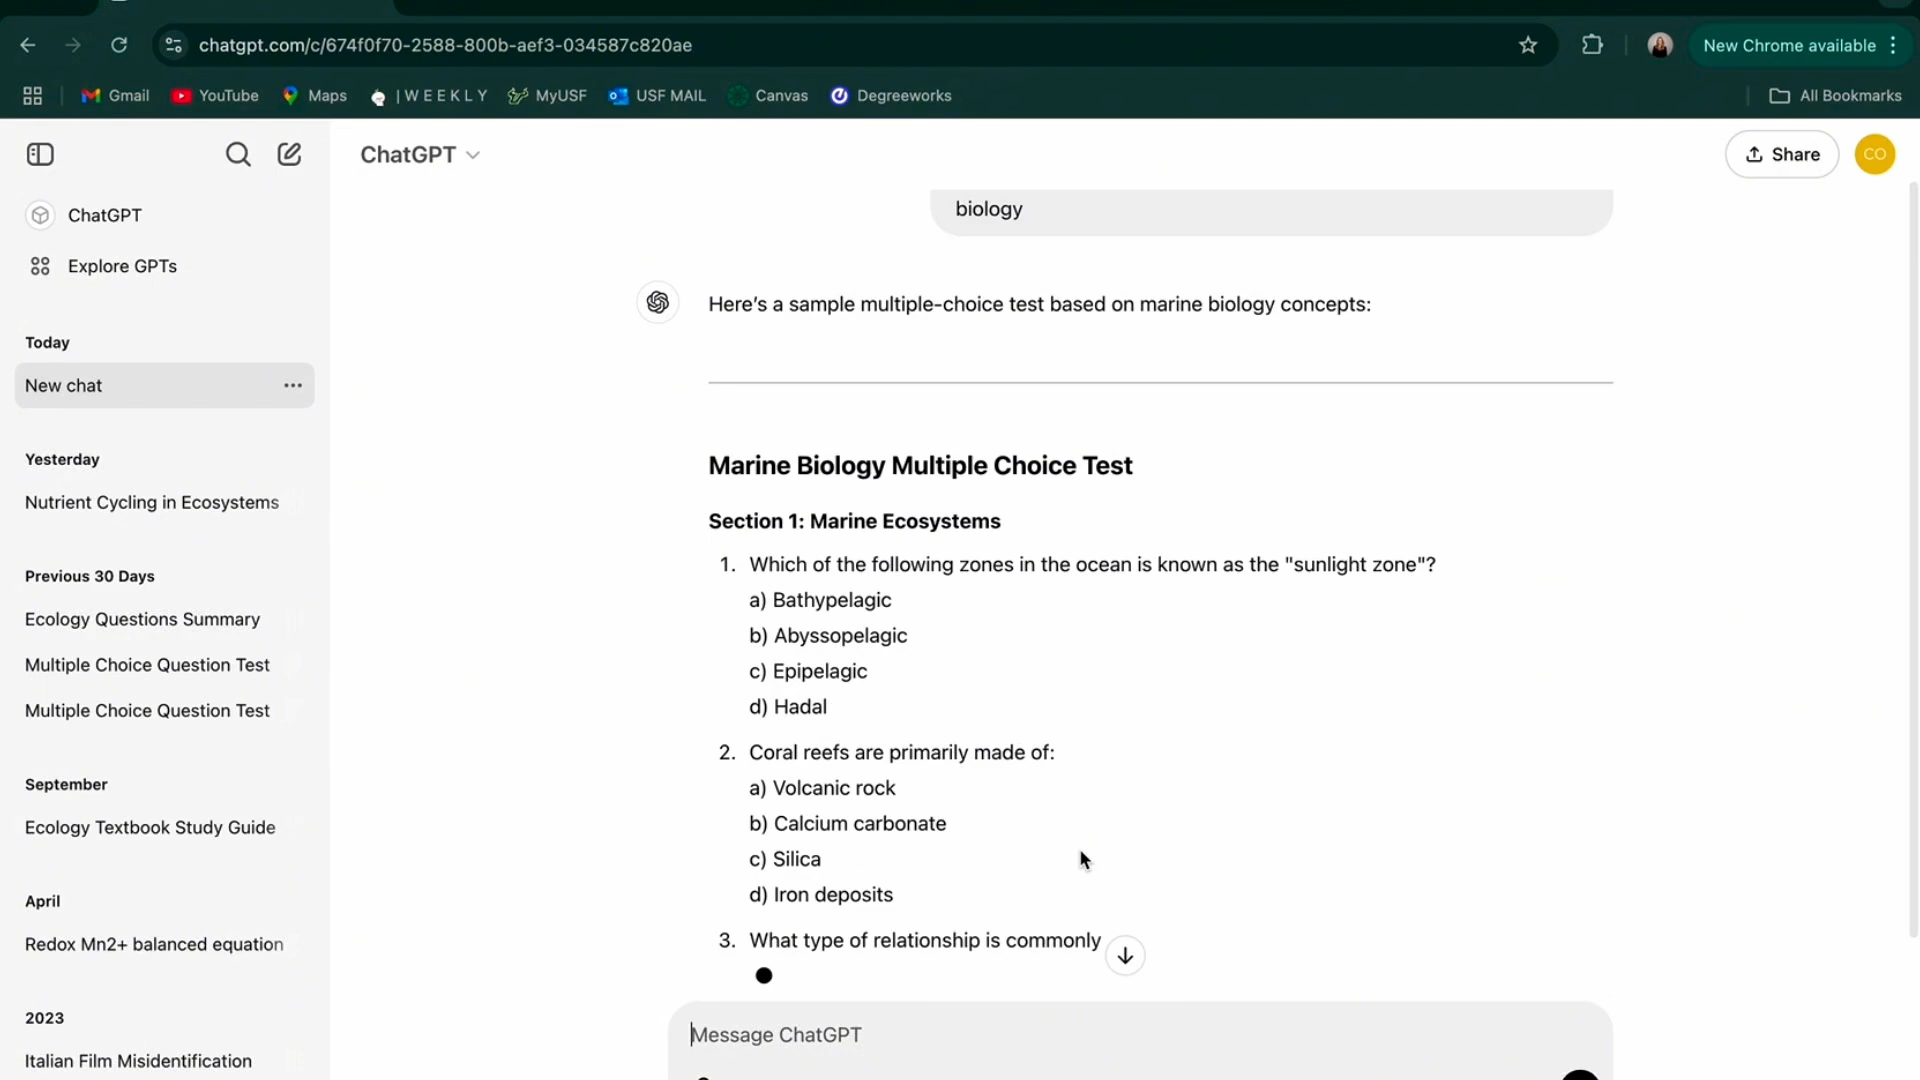 chatgpt.com/c/674f0f70-2588-800b-aef3-034587c820ae
New Chrome available
Gmail
YouTube
Maps
| W E E K L Y
MyUSF
USF MAIL
Canvas
Degreeworks
All Bookmarks
ChatGPT
Share
CO
ChatGPT
Explore GPTs
Today
New chat
Yesterday
Nutrient Cycling in Ecosystems
Previous 30 Days
Ecology Questions Summary
Multiple Choice Question Test
Multiple Choice Question Test
September
Ecology Textbook Study Guide
April
Redox Mn2+ balanced equation
2023
Italian Film Misidentification
biology
Here’s a sample multiple-choice test based on marine biology concepts:
Marine Biology Multiple Choice Test
Section 1: Marine Ecosystems
1. Which of the following zones in the ocean is known as the "sunlight zone"?
a) Bathypelagic
b) Abyssopelagic
c) Epipelagic
d) Hadal
2. Coral reefs are primarily made of:
a) Volcanic rock
b) Calcium carbonate
c) Silica
d) Iron deposits
3. What type of relationship is commonly
Message ChatGPT